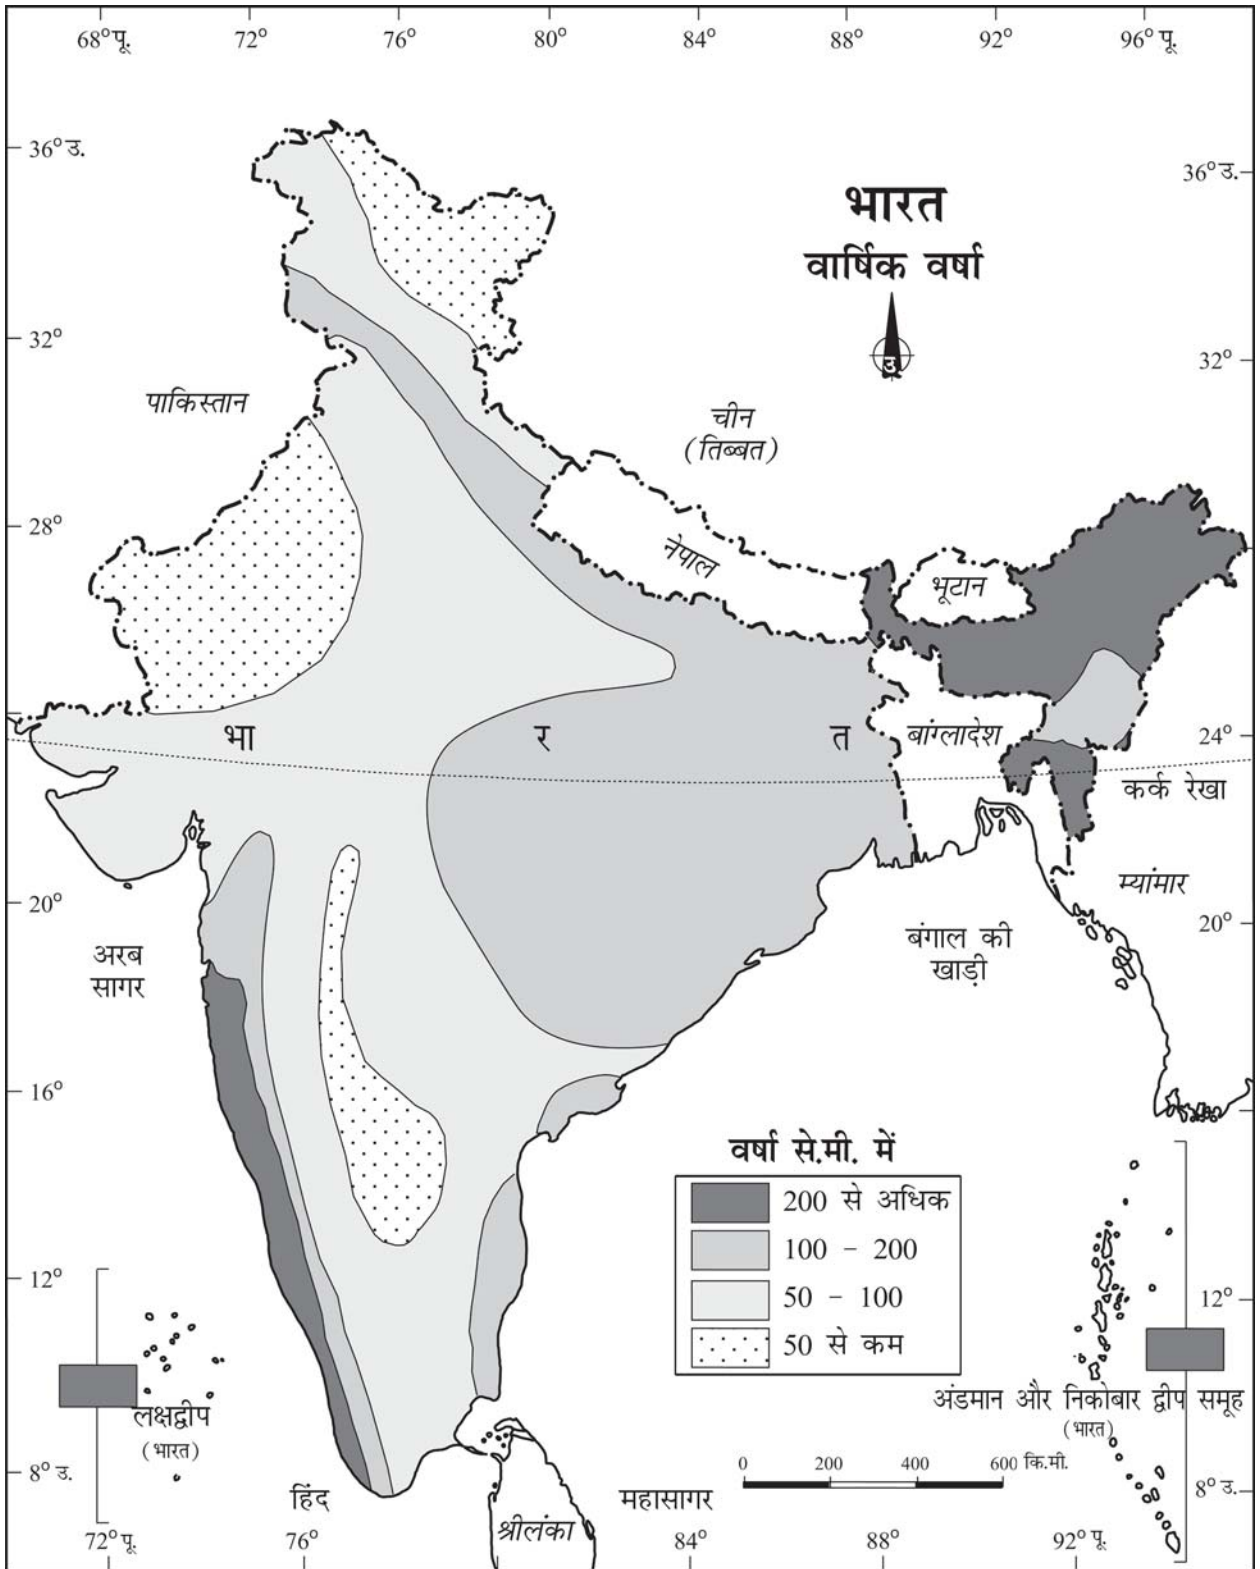 68° पू.
72°
76°
80°
84°
88°
92°
96° पू.
36° उ.
36° उ.
भारत
वार्षिक वर्षा
उ
32°
32°
पाकिस्तान
चीन
(तिब्बत)
28°
नेपाल
भूटान
भा
र
त
बांग्लादेश
24°
कर्क रेखा
म्यांमार
20°
20°
अरब
सागर
बंगाल की
खाड़ी
16°
वर्षा से.मी. में
200 से अधिक
100 – 200
50 – 100
50 से कम
12°
12°
लक्षद्वीप
(भारत)
अंडमान और निकोबार द्वीप समूह
(भारत)
0 200 400 600 कि.मी.
8° उ.
8° उ.
हिंद
महासागर
श्रीलंका
72° पू.
76°
84°
88°
92° पू.